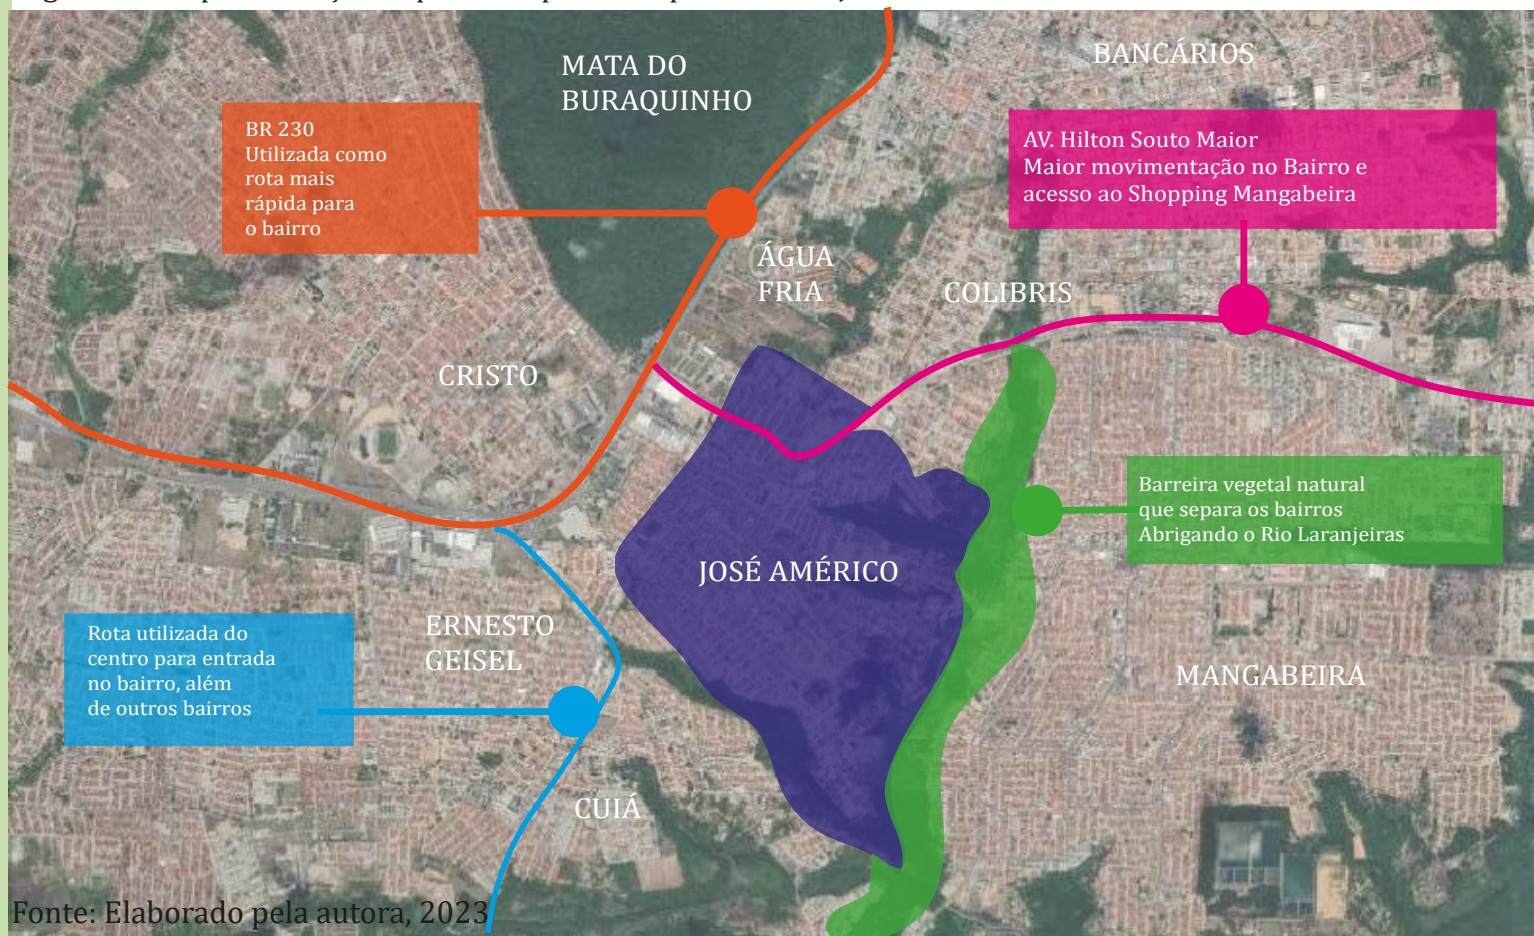 MATA DO
BURAQUINHO
BANCÁRIOS
BR 230
Utilizada como
rota mais
rápida para
o bairro
AV. Hilton Souto Maior
Maior movimentação no Bairro e
acesso ao Shopping Mangabeira
ÁGUA
FRIA
COLIBRIS
CRISTO
Barreira vegetal natural
que separa os bairros
Abrigando o Rio Laranjeiras
JOSÉ AMÉRICO
ERNESTO
GEISEL
Rota utilizada do
centro para entrada
no bairro, além
de outros bairros
MANGABEIRA
CUIÁ
Fonte: Elaborado pela autora, 2023